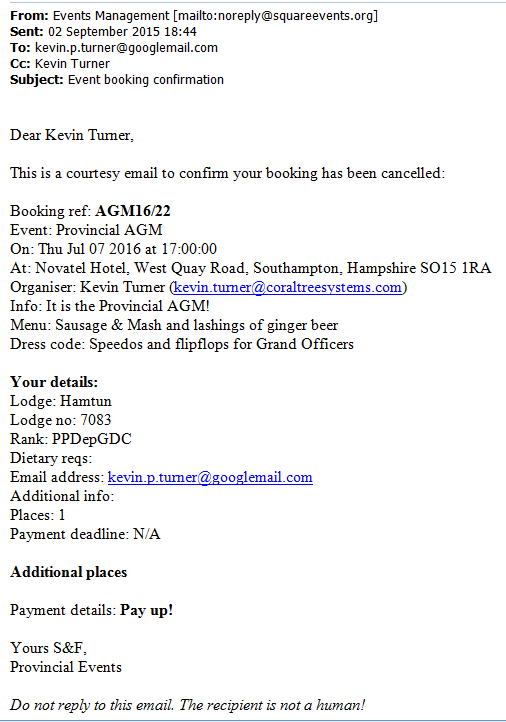 From: Events Management [mailto:noreply@squareevents.org]
Sent: 02 September 2015 18:44
To: kevin.p.turner@googlemail.com
Cc: Kevin Turner
Subject: Event booking confirmation
Dear Kevin Turner,
This is a courtesy email to confirm your booking has been cancelled:
Booking ref: AGM16/22
Event: Provincial AGM
On: Thu Jul 07 2016 at 17:00:00
At: Novatel Hotel, West Quay Road, Southampton, Hampshire SO15 1RA
Organiser: Kevin Turner (kevin.turner@coraltreesystems.com)
Info: It is the Provincial AGM!
Menu: Sausage & Mash and lashings of ginger beer
Dress code: Speedos and flipflops for Grand Officers
Your details:
Lodge: Hamtun
Lodge no: 7083
Rank: PPDepGDC
Dietary reqs:
Email address: kevin.p.turner@googlemail.com
Additional info:
Places: 1
Payment deadline: N/A
Additional places
Payment details: Pay up!
Yours S&F,
Provincial Events
Do not reply to this email. The recipient is not a human!